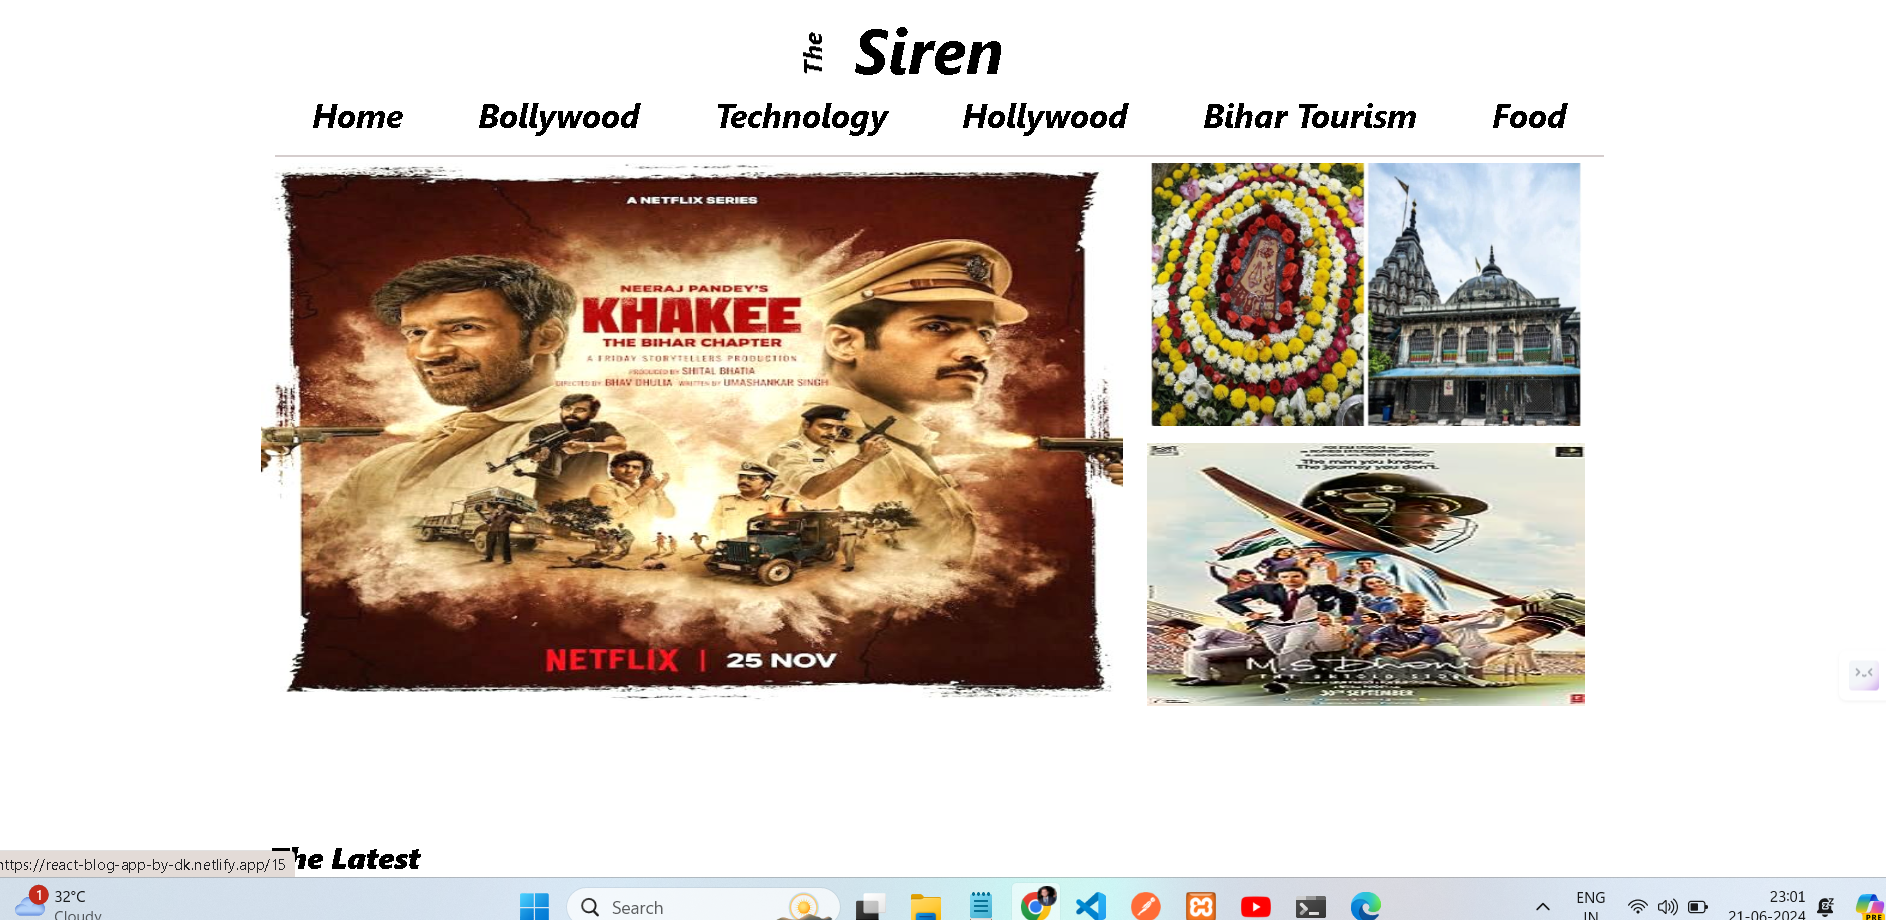 The Siren
Home Bollywood Technology Hollywood Bihar Tourism Food
A NETFLIX SERIES
NEERAJ PANDEY'S
KHAKEE
THE BIHAR CHAPTER
A FRIDAY STORYTELLERS PRODUCTION
PRODUCED BY SHITAL BHATIA
DIRECTED BY BHAV DHULIA WRITTEN BY UMASHANKAR SINGH
NETFLIX | 25 NOV
The man you know...
The journey you don't.
M.S. Dhoni
THE UNTOLD STORY
30TH SEPTEMBER
The Latest
https://react-blog-app-by-dk.netlify.app/15
1
32°C
Cloudy
Search
ENG
IN
23:01
21-06-2024
PRE